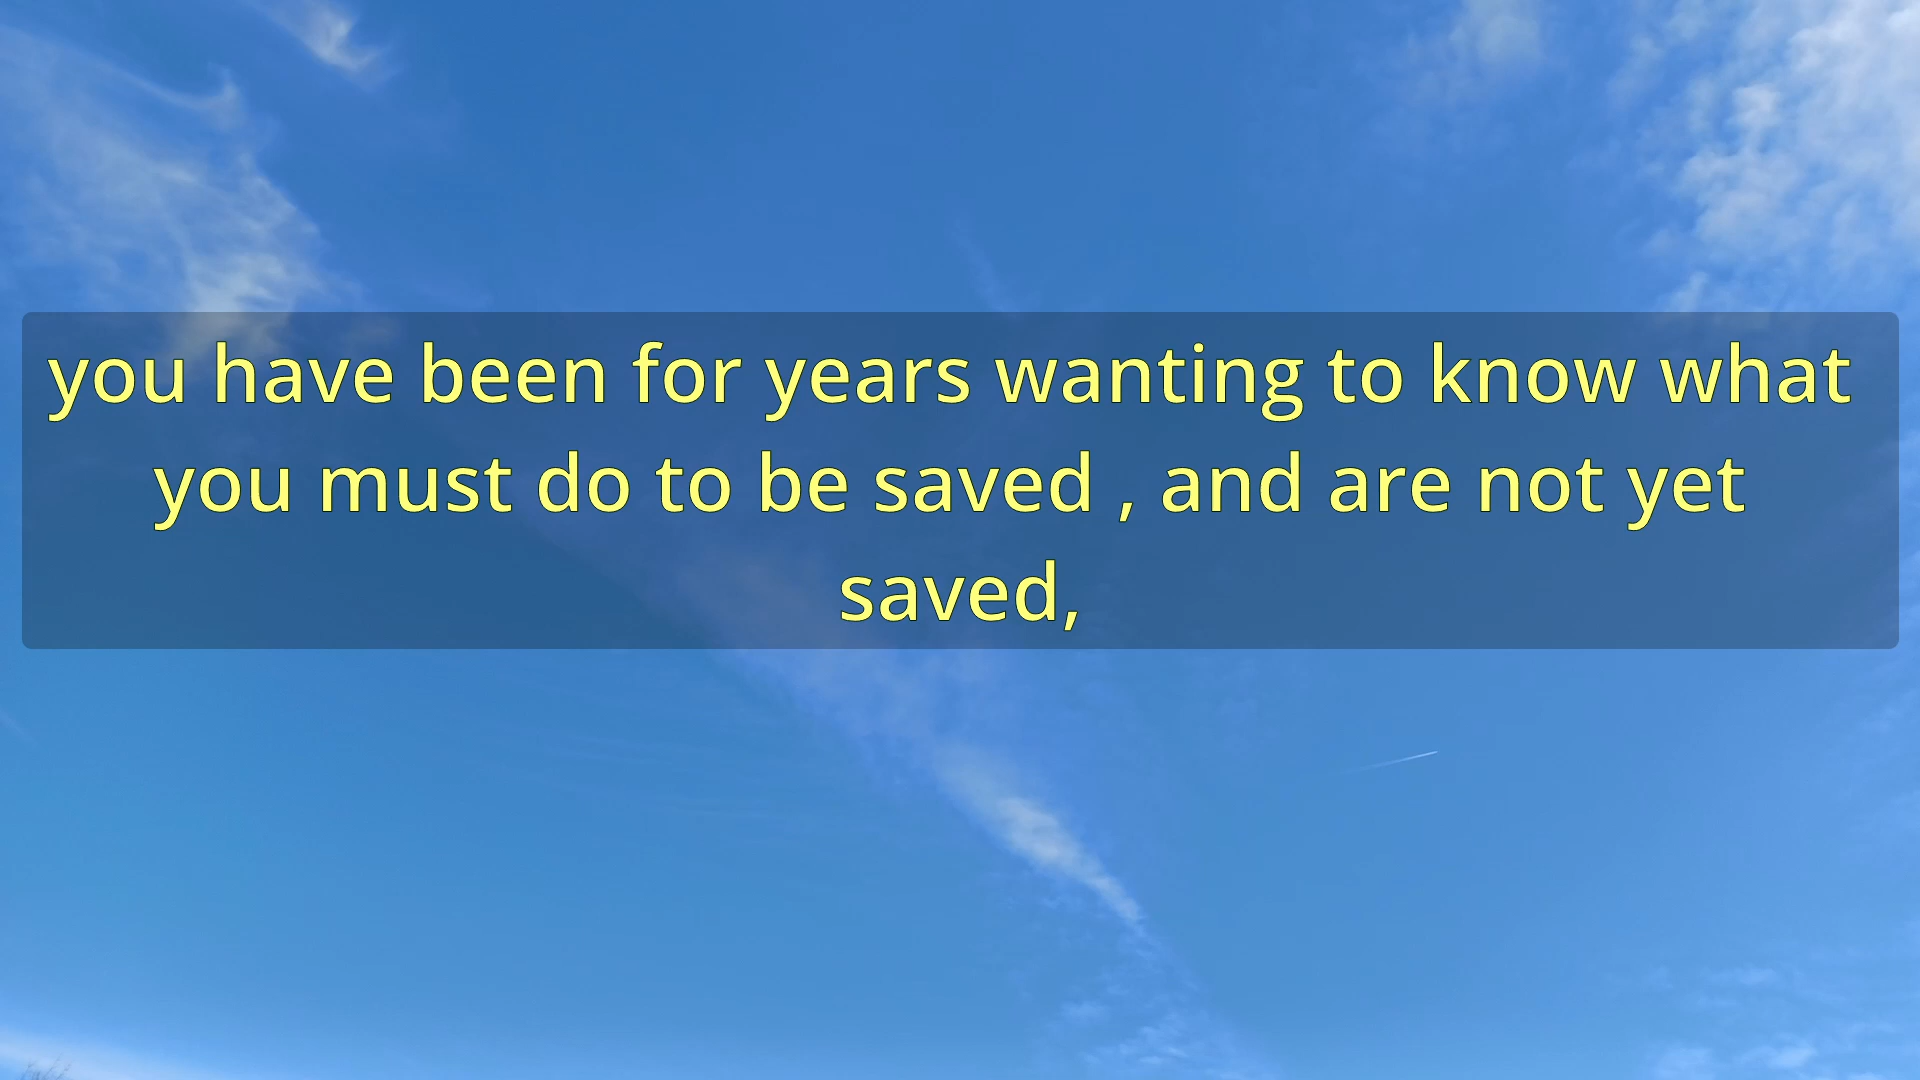 you have been for years wanting to know what
you must do to be saved , and are not yet
saved,